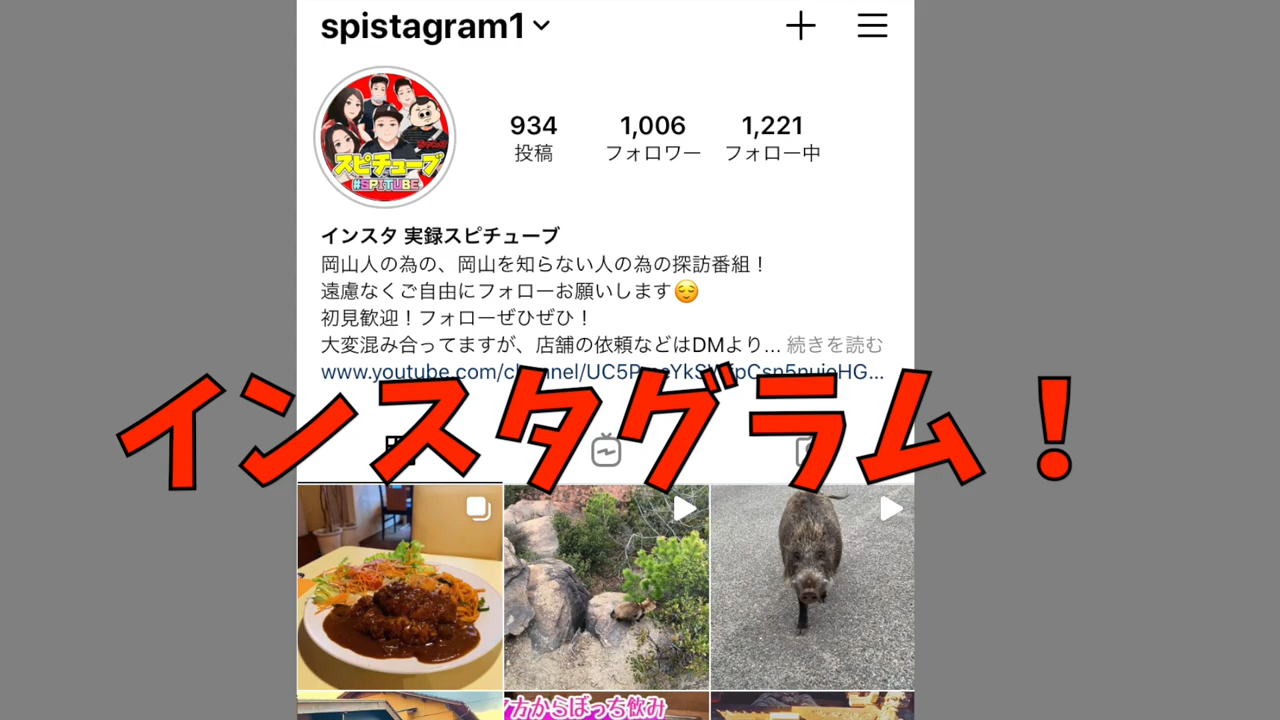 spistagram1
934
1,006
1,221
投稿
フォロワー
フォロー中
スピチューブ
#SPITUBE
インスタ 実録スピチューブ
岡山人の為の、岡山を知らない人の為の探訪番組！
遠慮なくご自由にフォローお願いします😌
初見歓迎！フォローぜひぜひ！
大変混み合ってますが、店舗の依頼などはDMより... 続きを読む
www.youtube.com/
インスタグラム！
方からぼっち飲み